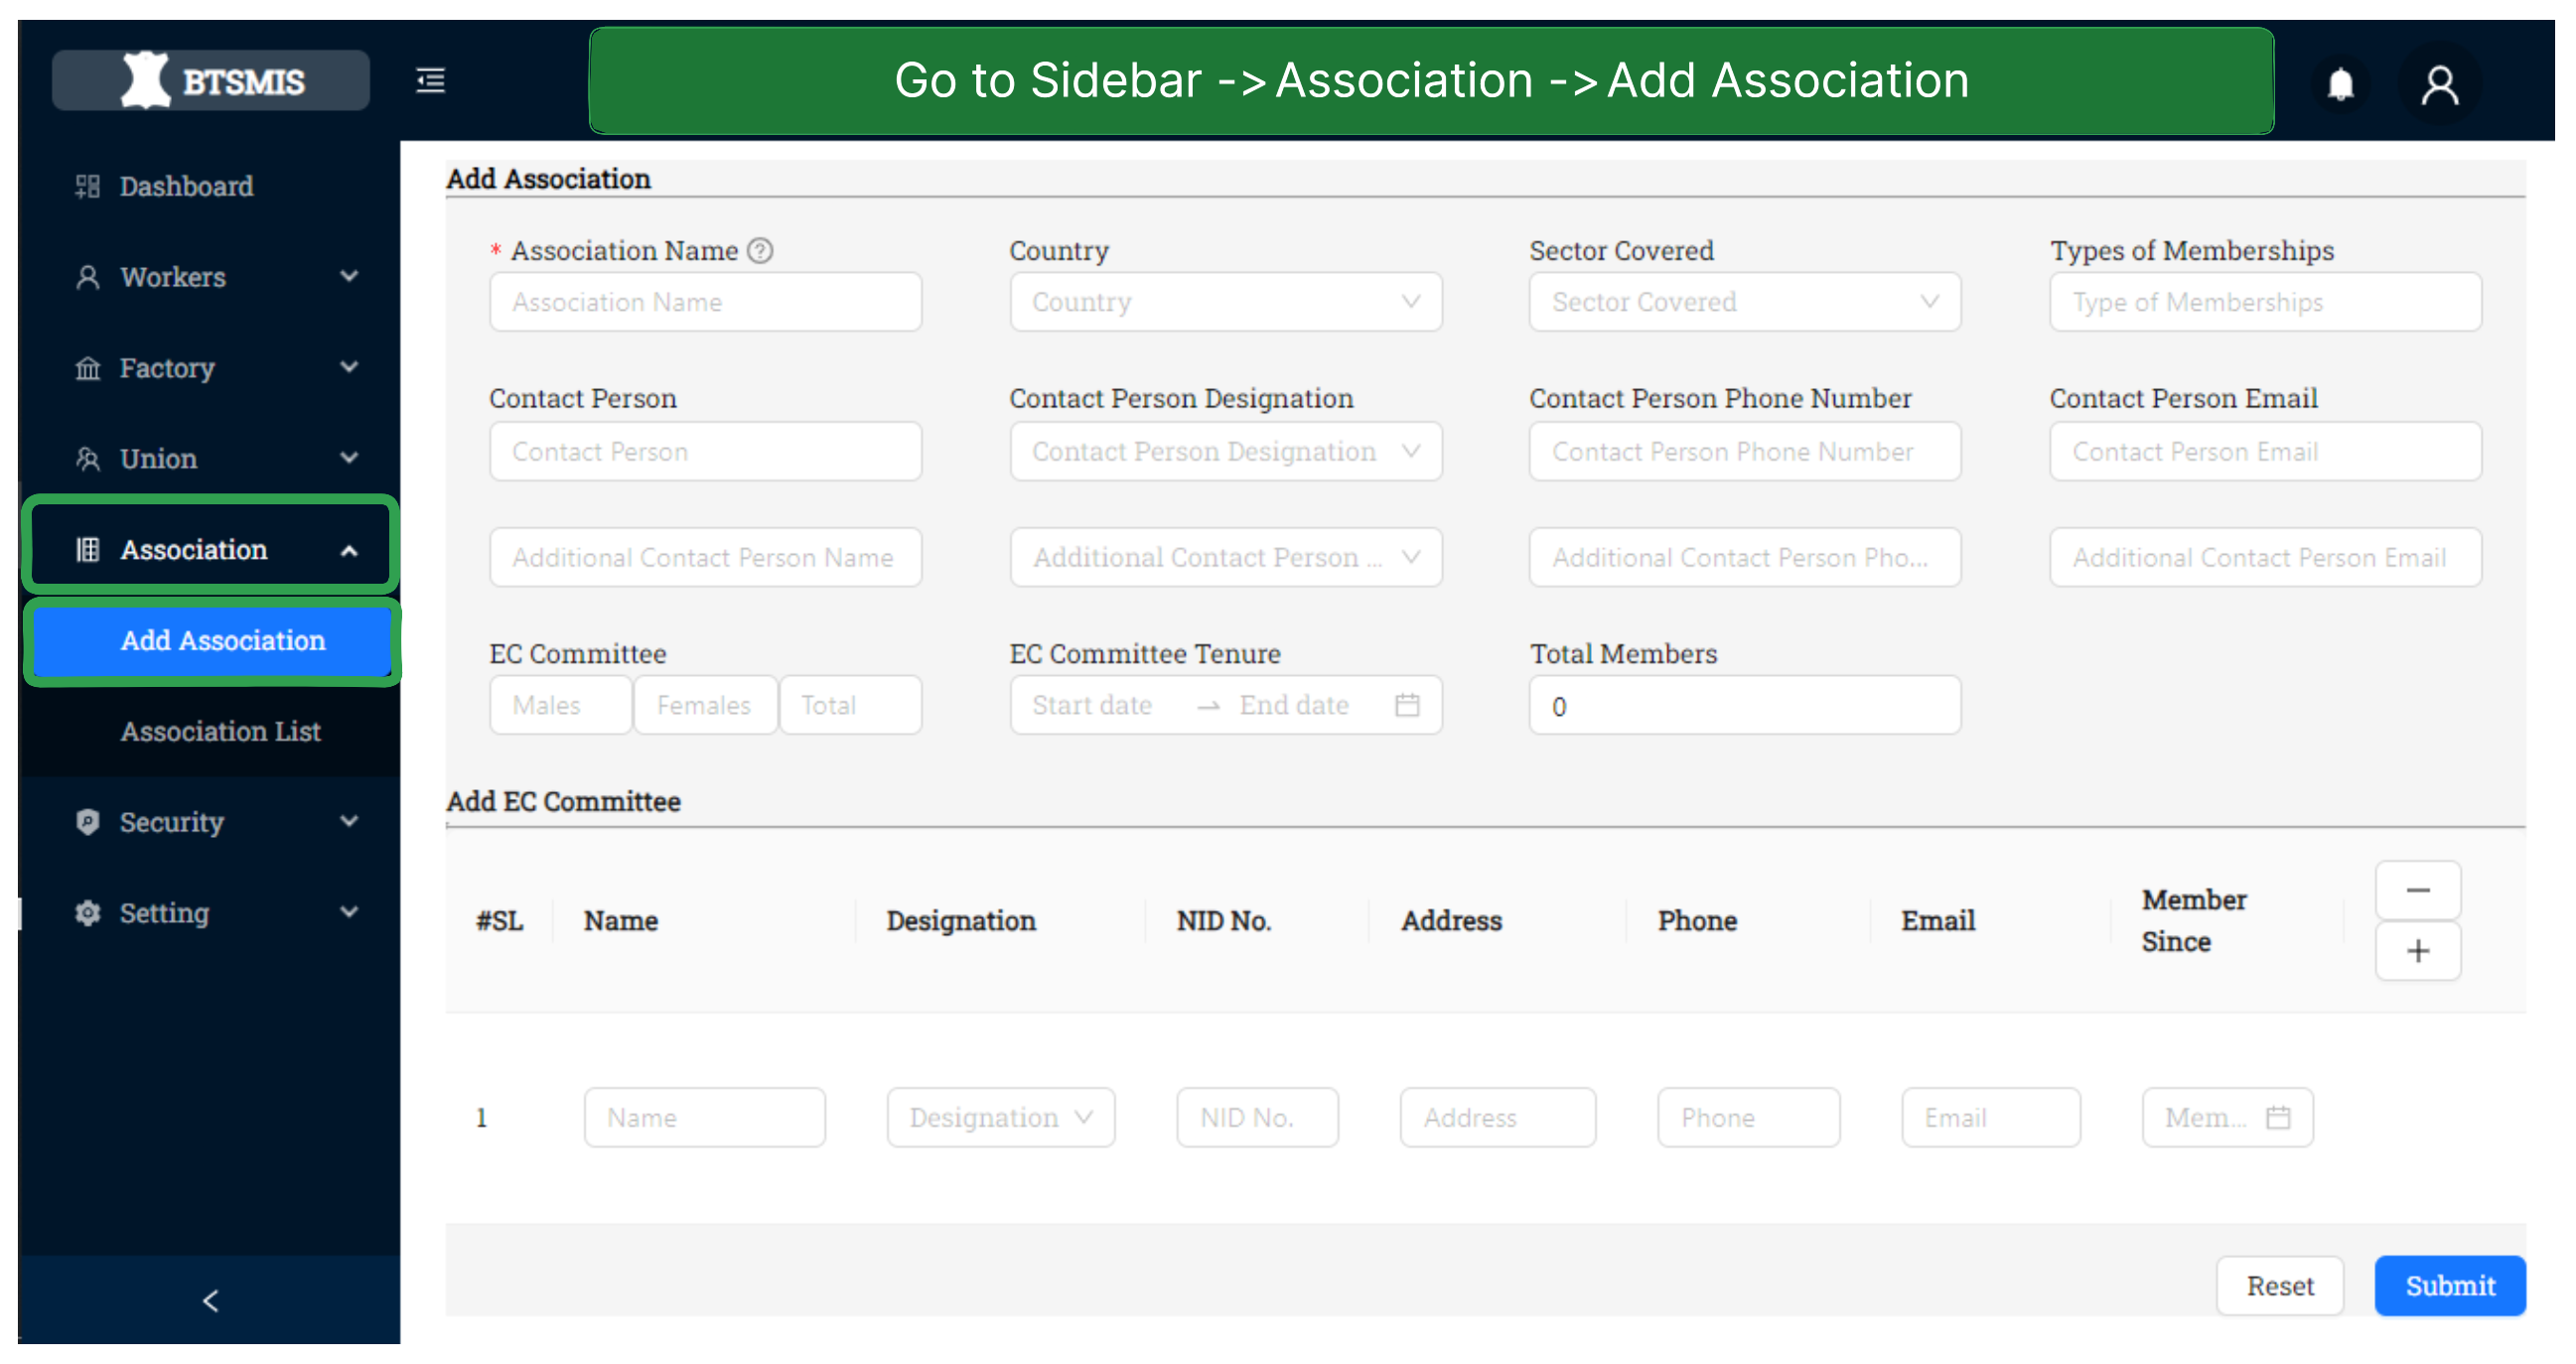 BTSMIS
Go to Sidebar ->Association ->Add Association
Dashboard
Workers
Factory
Union
Association
Add Association
Association List
Security
Setting
Add Association
* Association Name
Country
Sector Covered
Types of Memberships
Association Name
Country
Sector Covered
Type of Memberships
Contact Person
Contact Person Designation
Contact Person Phone Number
Contact Person Email
Contact Person
Contact Person Designation
Contact Person Phone Number
Contact Person Email
Additional Contact Person Name
Additional Contact Person ...
Additional Contact Person Pho...
Additional Contact Person Email
EC Committee
EC Committee Tenure
Total Members
Males
Females
Total
Start date → End date
0
Add EC Committee
#SL
Name
Designation
NID No.
Address
Phone
Email
Member
Since
1
Name
Designation
NID No.
Address
Phone
Email
Mem...
Reset
Submit